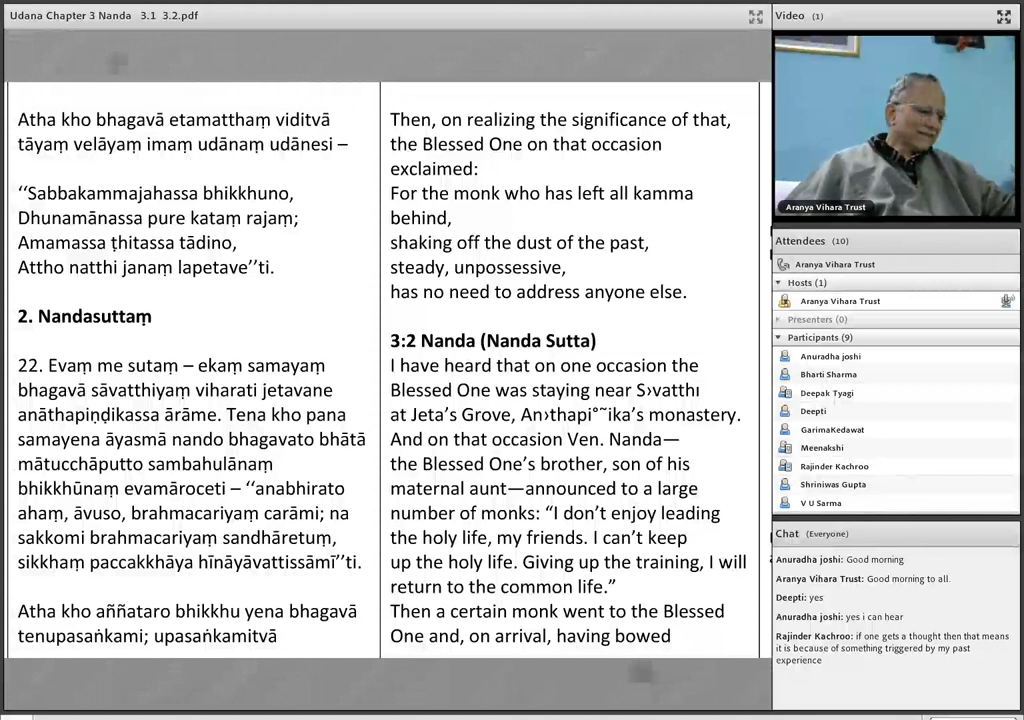 Udana Chapter 3 Nanda   3.1  3.2.pdf
Atha kho bhagavā etamatthaṃ viditvā
tāyaṃ velāyaṃ imaṃ udānaṃ udānesi –
‘‘Sabbakammajahassa bhikkhuno,
Dhunamānassa pure kataṃ rajaṃ;
Amamassa ṭhitassa tādino,
Attho natthi janaṃ lapetave’’ti.
2. Nandasuttaṃ
22. Evaṃ me sutaṃ – ekaṃ samayaṃ
bhagavā sāvatthiyaṃ viharati jetavane
anāthapiṇḍikassa ārāme. Tena kho pana
samayena āyasmā nando bhagavato bhātā
mātucchāputto sambahulānaṃ
bhikkhūnaṃ evamāroceti – ‘‘anabhirato
ahaṃ, āvuso, brahmacariyaṃ carāmi; na
sakkomi brahmacariyaṃ sandhāretuṃ,
sikkhaṃ paccakkhāya hīnāyāvattissāmī’’ti.
Atha kho aññataro bhikkhu yena bhagavā
tenupasaṅkami; upasaṅkamitvā
Then, on realizing the significance of that,
the Blessed One on that occasion
exclaimed:
For the monk who has left all kamma
behind,
shaking off the dust of the past,
steady, unpossessive,
has no need to address anyone else.
3:2 Nanda (Nanda Sutta)
I have heard that on one occasion the
Blessed One was staying near S›vatthı
at Jeta’s Grove, An›thapi°˜ika’s monastery.
And on that occasion Ven. Nanda—
the Blessed One’s brother, son of his
maternal aunt—announced to a large
number of monks: “I don’t enjoy leading
the holy life, my friends. I can’t keep
up the holy life. Giving up the training, I will
return to the common life.”
Then a certain monk went to the Blessed
One and, on arrival, having bowed
Video (1)
Aranya Vihara Trust
Attendees (10)
Aranya Vihara Trust
Hosts (1)
Aranya Vihara Trust
Presenters (0)
Participants (9)
Anuradha joshi
Bharti Sharma
Deepak Tyagi
Deepti
GarimaKedawat
Meenakshi
Rajinder Kachroo
Shriniwas Gupta
V U Sarma
Chat (Everyone)
Anuradha joshi: Good morning
Aranya Vihara Trust: Good morning to all.
Deepti: yes
Anuradha joshi: yes i can hear
Rajinder Kachroo: if one gets a thought then that means
it is because of something triggered by my past
experience